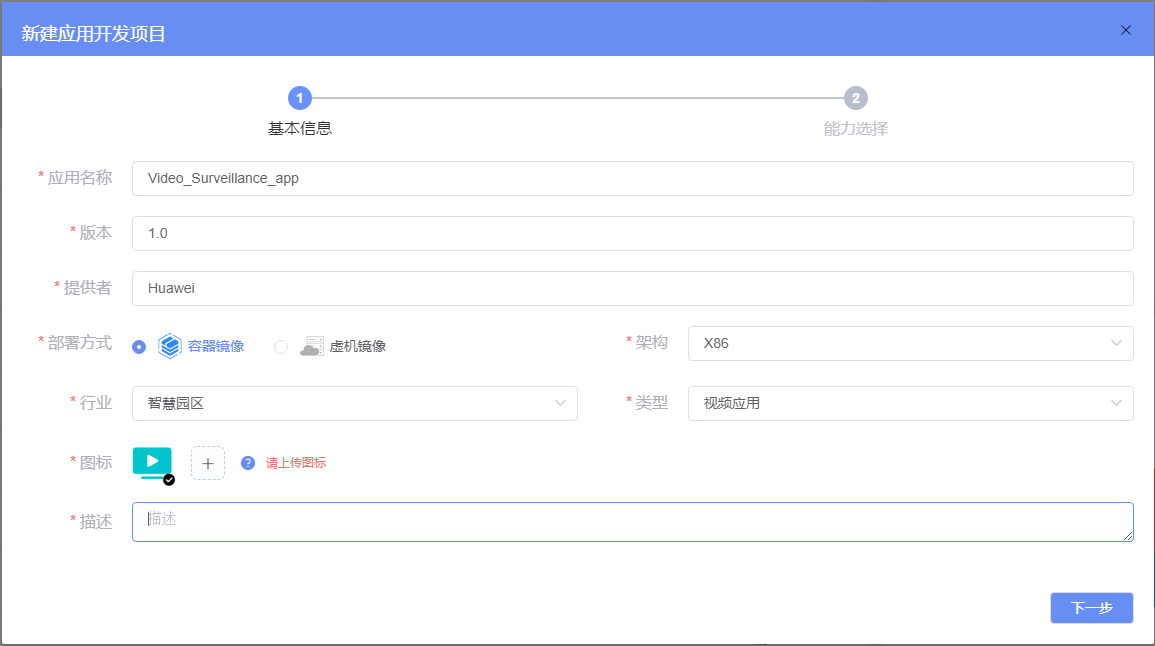 新建应用开发项目
1
2
基本信息
能力选择
* 应用名称
Video_Surveillance_app
* 版本
1.0
* 提供者
Huawei
* 部署方式
容器镜像
虚机镜像
* 架构
X86
* 行业
智慧园区
* 类型
视频应用
* 图标
+
?
请上传图标
* 描述
描述
下一步